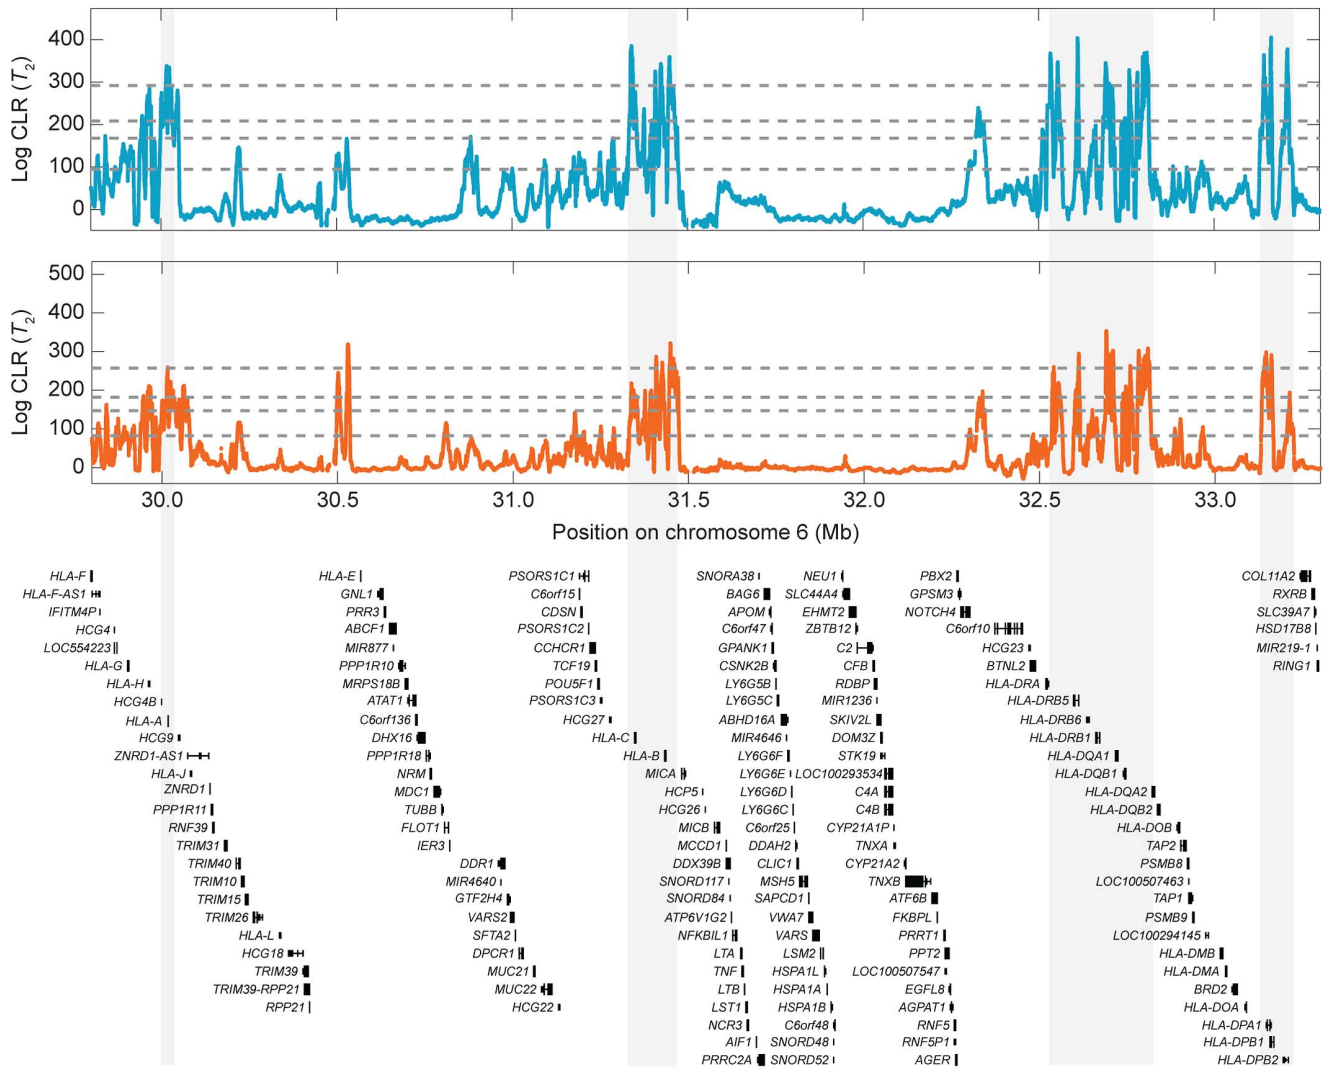 Log CLR (T2)
400
300
200
100
0
Log CLR (T2)
500
400
300
200
100
0
30.0 30.5 31.0 31.5 32.0 32.5 33.0
Position on chromosome 6 (Mb)
HLA-F HLA-E PSORS1C1 SNORA38 NEU1 PBX2 COL11A2
HLA-F-AS1 GNL1 C6orf15 BAG6 SLC44A4 GPSM3 RXRB
IFITM4P PRR3 CDSN APOM EHMT2 NOTCH4 SLC39A7
HCG4 ABCF1 PSORS1C2 C6orf47 ZBTB12 C6orf10 HSD17B8
LOC554223 MIR877 CCHCR1 GPANK1 C2 HCG23 MIR219-1
HLA-G PPP1R10 TCF19 CSNK2B CFB BTNL2 RING1
HLA-H MRPS18B POU5F1 LY6G5B RDBP HLA-DRA
HCG4B ATAT1 PSORS1C3 LY6G5C MIR1236 HLA-DRB5
HLA-A C6orf136 HCG27 ABHD16A SKIV2L HLA-DRB6
HCG9 DHX16 HLA-C MIR4646 DOM3Z HLA-DRB1
ZNRD1-AS1 PPP1R18 HLA-B LY6G6F STK19 HLA-DQA1
HLA-J NRM MICA LY6G6E LOC100293534 HLA-DQB1
ZNRD1 MDC1 HCP5 LY6G6D C4A HLA-DQA2
PPP1R11 TUBB HCG26 LY6G6C C4B HLA-DQB2
RNF39 FLOT1 MICB C6orf25 CYP21A1P HLA-DOB
TRIM31 IER3 MCCD1 DDAH2 TNXA TAP2
TRIM40 DDR1 DDX39B CLIC1 CYP21A2 PSMB8
TRIM10 MIR4640 SNORD117 MSH5 TNXB LOC100507463
TRIM15 GTF2H4 SNORD84 SAPCD1 ATF6B TAP1
TRIM26 VARS2 ATP6V1G2 VWA7 FKBPL PSMB9
HLA-L SFTA2 NFKBIL1 VARS PRRT1 LOC100294145
HCG18 DPCR1 LTA LSM2 PPT2 HLA-DMB
TRIM39 MUC21 TNF HSPA1L LOC100507547 HLA-DMA
TRIM39-RPP21 MUC22 LTB HSPA1A EGFL8 BRD2
RPP21 HCG22 LST1 HSPA1B AGPAT1 HLA-DOA
NCR3 C6orf48 RNF5 HLA-DPA1
AIF1 SNORD48 RNF5P1 HLA-DPB1
PRRC2A SNORD52 AGER HLA-DPB2